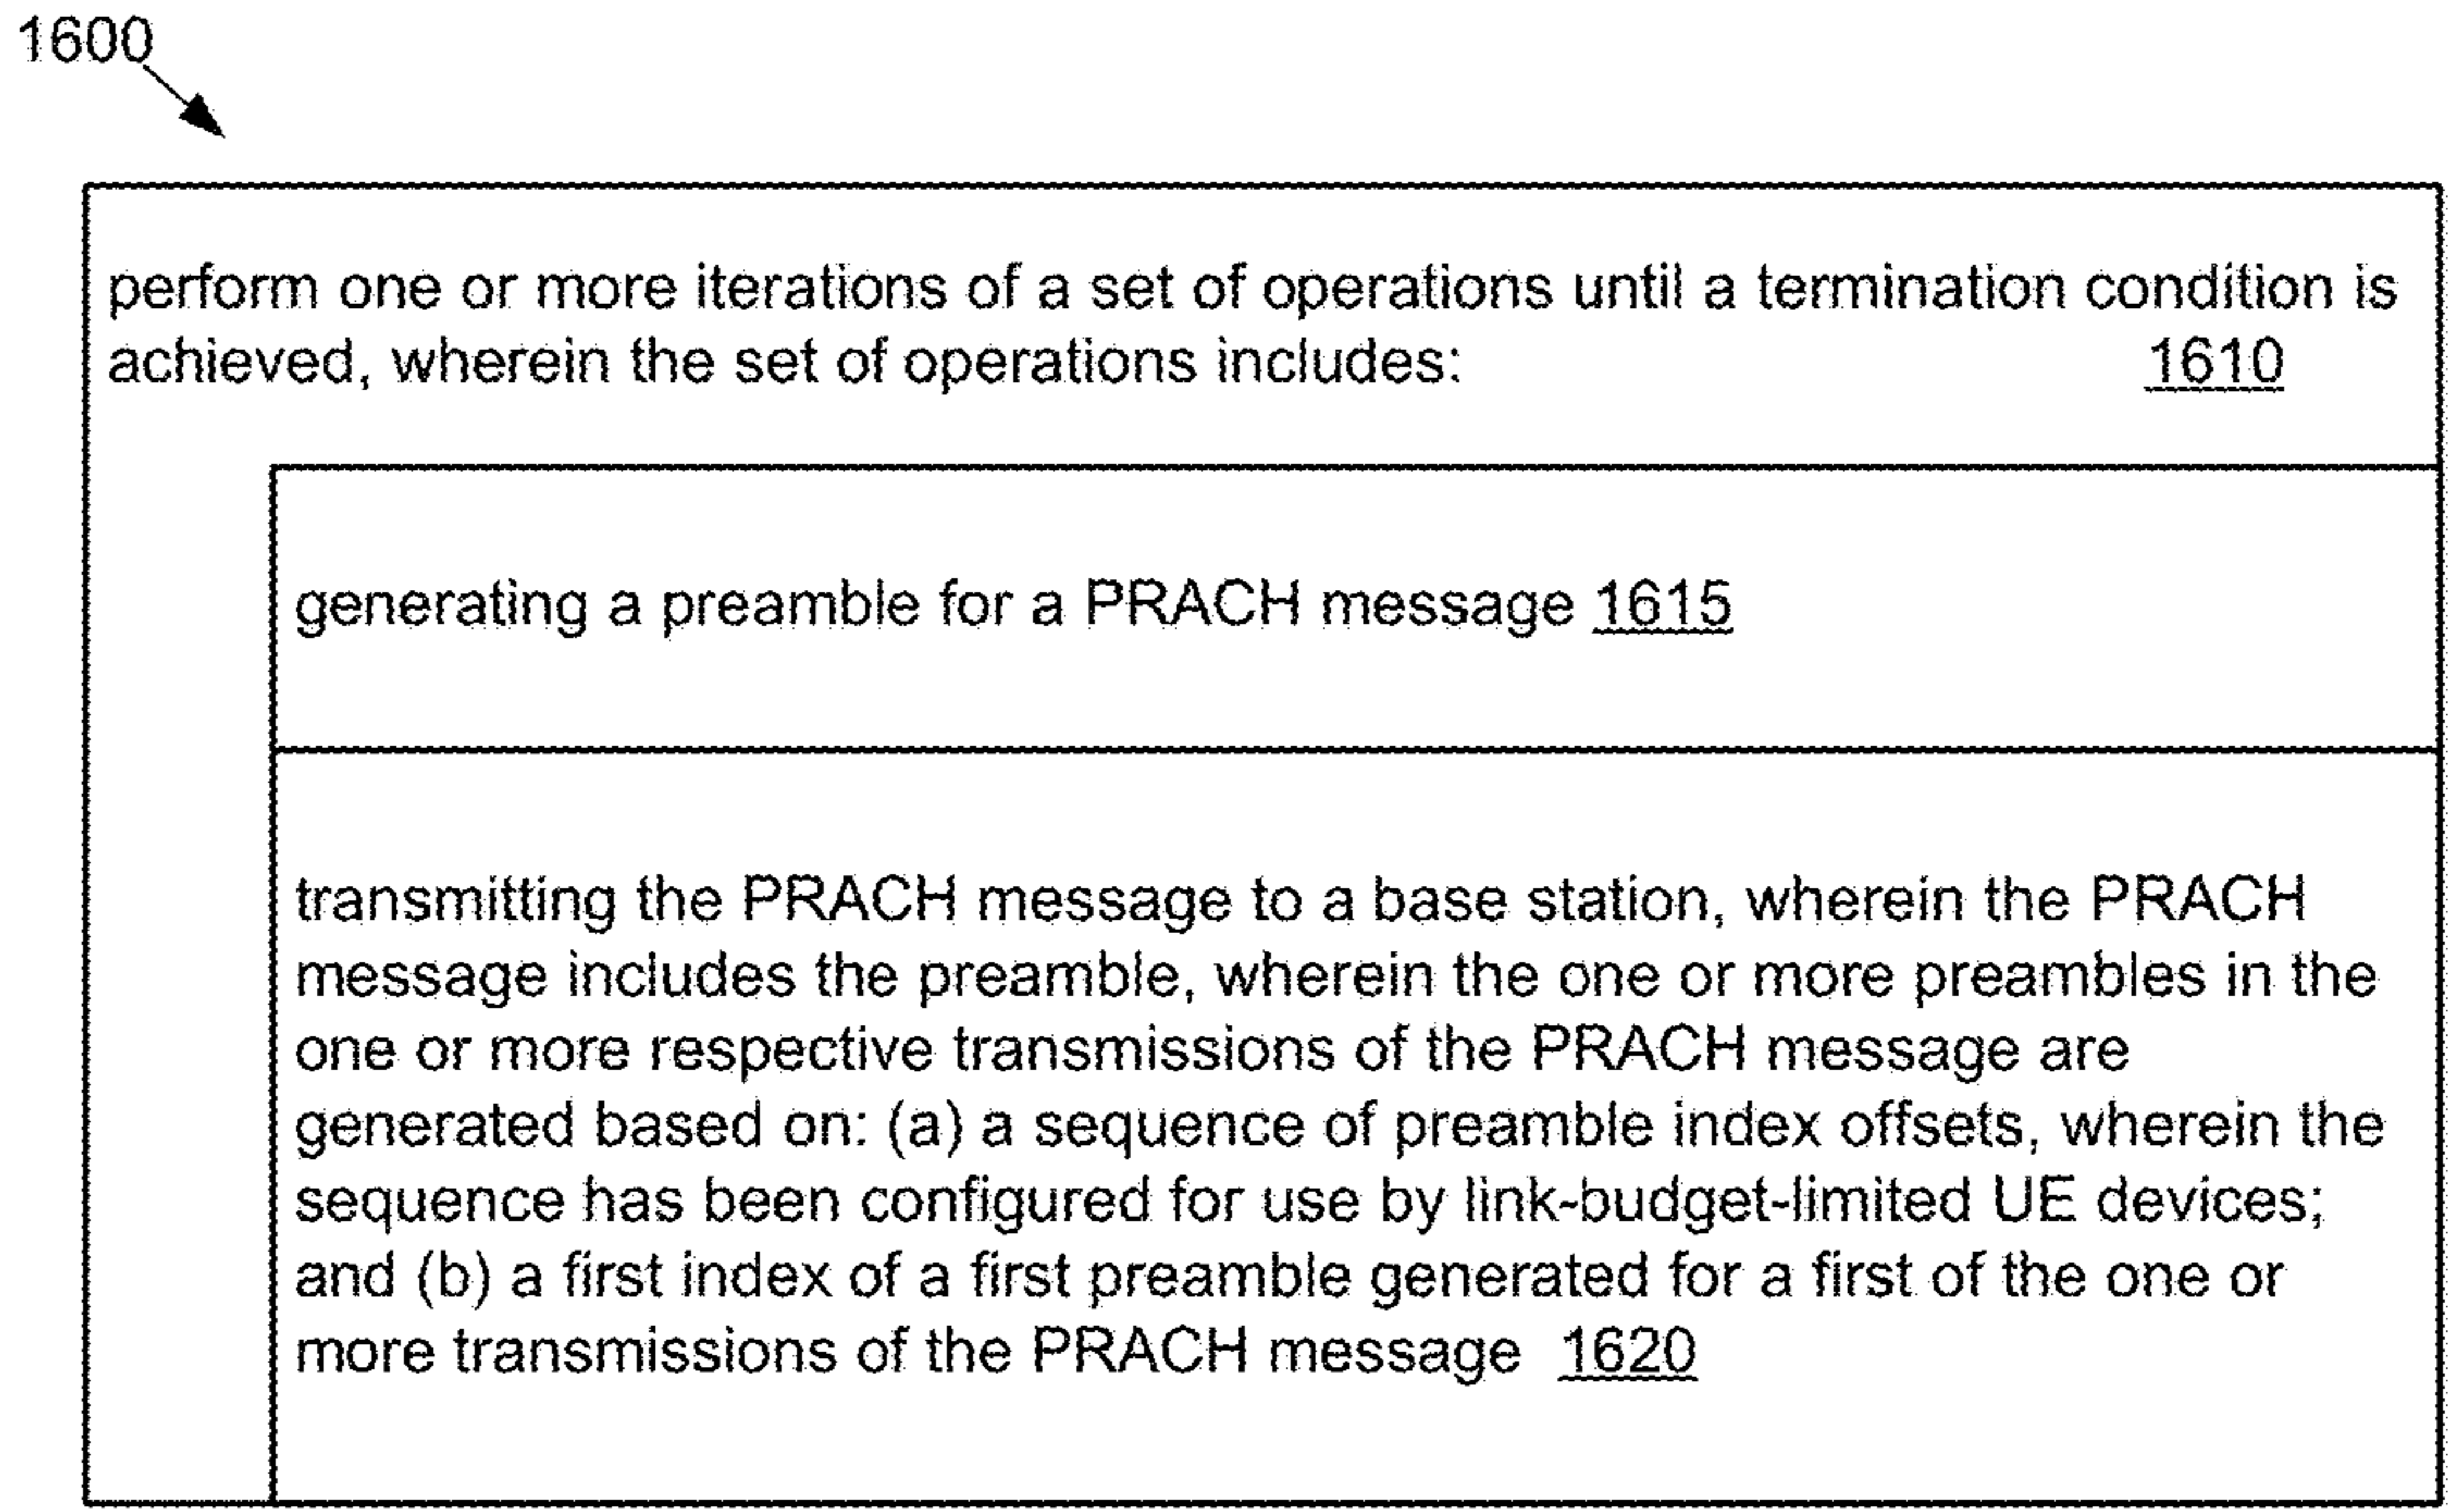 1600
perform one or more iterations of a set of operations until a termination condition is
achieved, wherein the set of operations includes: 1610
generating a preamble for a PRACH message 1615
transmitting the PRACH message to a base station, wherein the PRACH
message includes the preamble, wherein the one or more preambles in the
one or more respective transmissions of the PRACH message are
generated based on: (a) a sequence of preamble index offsets, wherein the
sequence has been configured for use by link-budget-limited UE devices;
and (b) a first index of a first preamble generated for a first of the one or
more transmissions of the PRACH message 1620